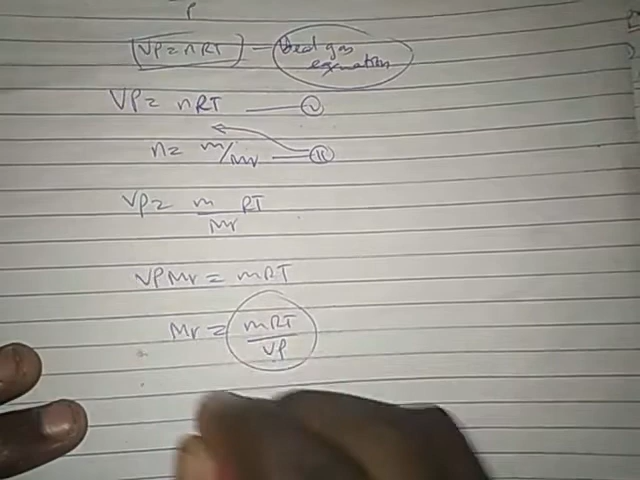 P
VP = nRT — Ideal gas equation
VP = nRT — (i)
n = m/Mr — (ii)
VP = m/Mr RT
VPMr = mRT
Mr = mRT/VP